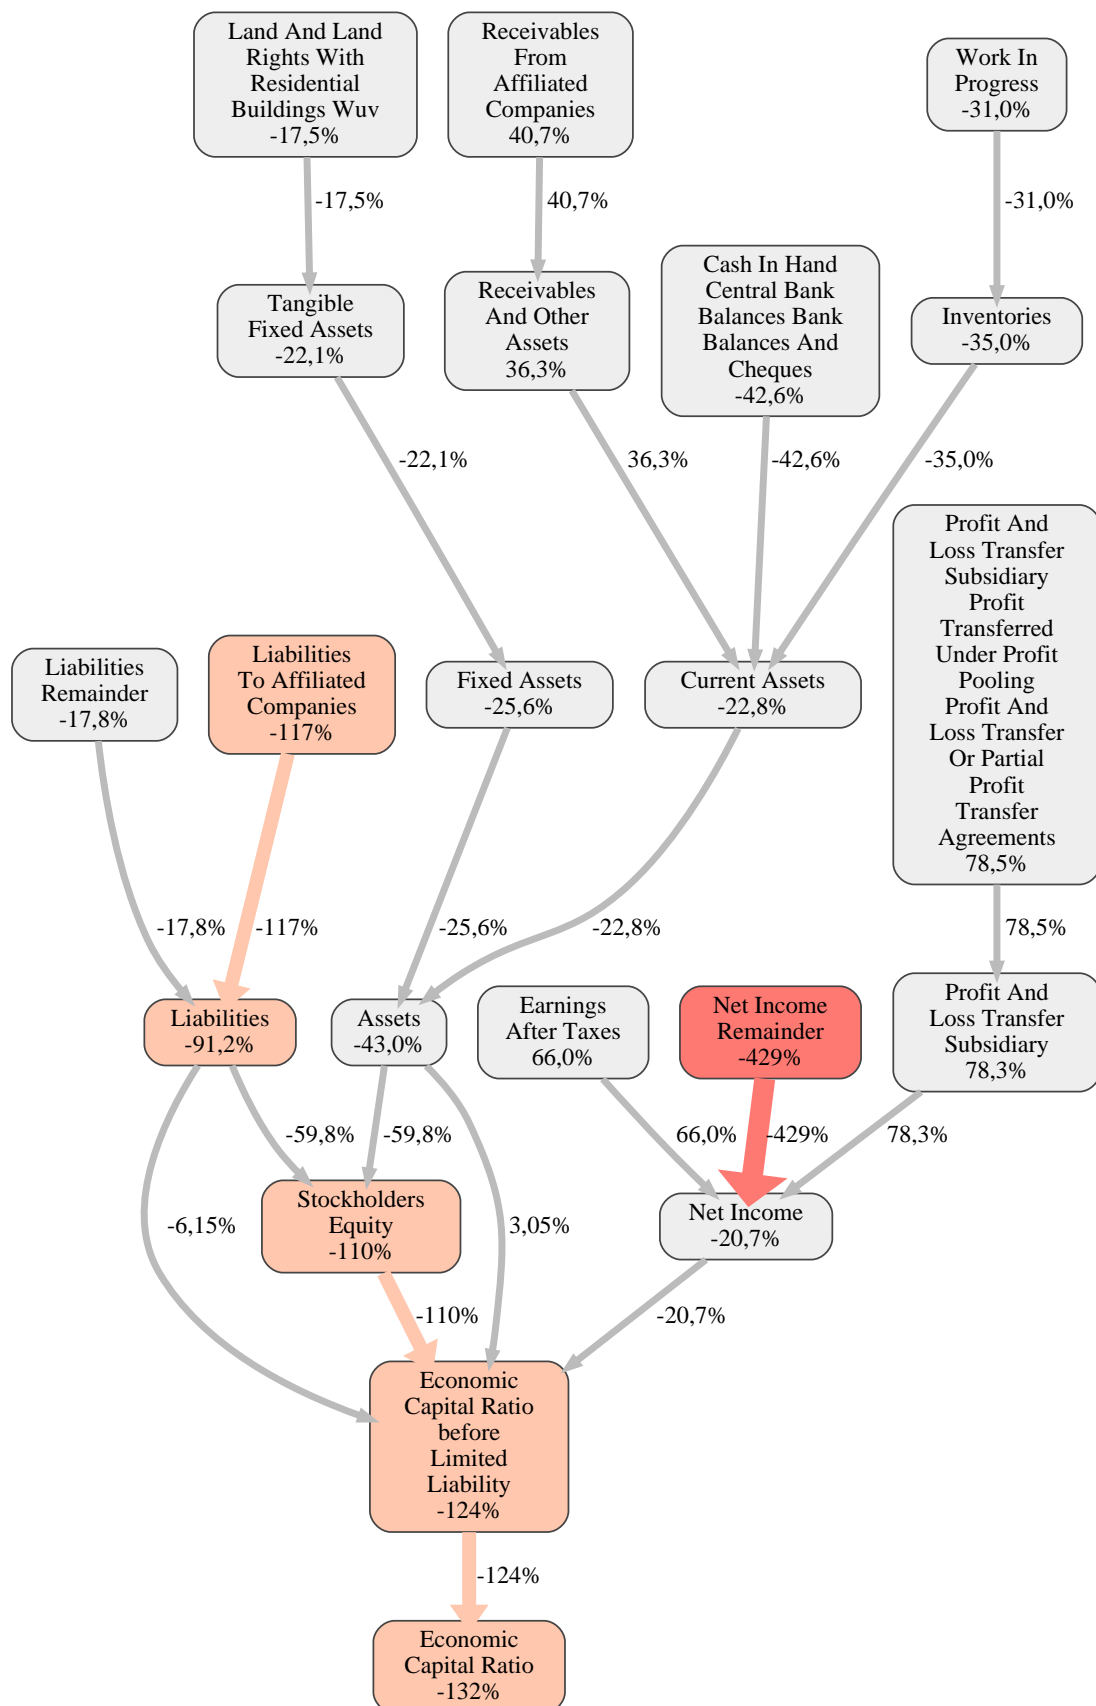 Land And Land
Rights With
Residential
Buildings Wuv
-17,5%
Receivables
From
Affiliated
Companies
40,7%
Work In
Progress
-31,0%
-17,5%
40,7%
-31,0%
Tangible
Fixed Assets
-22,1%
Receivables
And Other
Assets
36,3%
Cash In Hand
Central Bank
Balances Bank
Balances And
Cheques
-42,6%
Inventories
-35,0%
-22,1%
36,3%
-42,6%
-35,0%
Profit And
Loss Transfer
Subsidiary
Profit
Transferred
Under Profit
Pooling
Profit And
Loss Transfer
Or Partial
Profit
Transfer
Agreements
78,5%
Liabilities
Remainder
-17,8%
Liabilities
To Affiliated
Companies
-117%
Fixed Assets
-25,6%
Current Assets
-22,8%
-17,8%
-117%
-25,6%
-22,8%
78,5%
Liabilities
-91,2%
Assets
-43,0%
Earnings
After Taxes
66,0%
Net Income
Remainder
-429%
Profit And
Loss Transfer
Subsidiary
78,3%
-59,8%
-59,8%
66,0%
-429%
78,3%
Stockholders
Equity
-110%
Net Income
-20,7%
-6,15%
3,05%
-110%
-20,7%
Economic
Capital Ratio
before
Limited
Liability
-124%
-124%
Economic
Capital Ratio
-132%